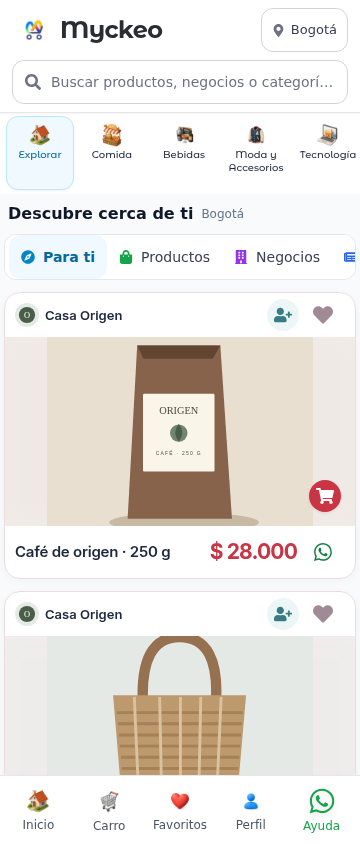 Myckeo
Bogotá
Buscar productos, negocios o categorí...
Explorar
Comida
Bebidas
Moda y
Accesorios
Tecnología
Descubre cerca de ti Bogotá
Para ti
Productos
Negocios
O Casa Origen
ORIGEN
CAFÉ · 250 G
Café de origen · 250 g
$ 28.000
O Casa Origen
Inicio
Carro
Favoritos
Perfil
Ayuda